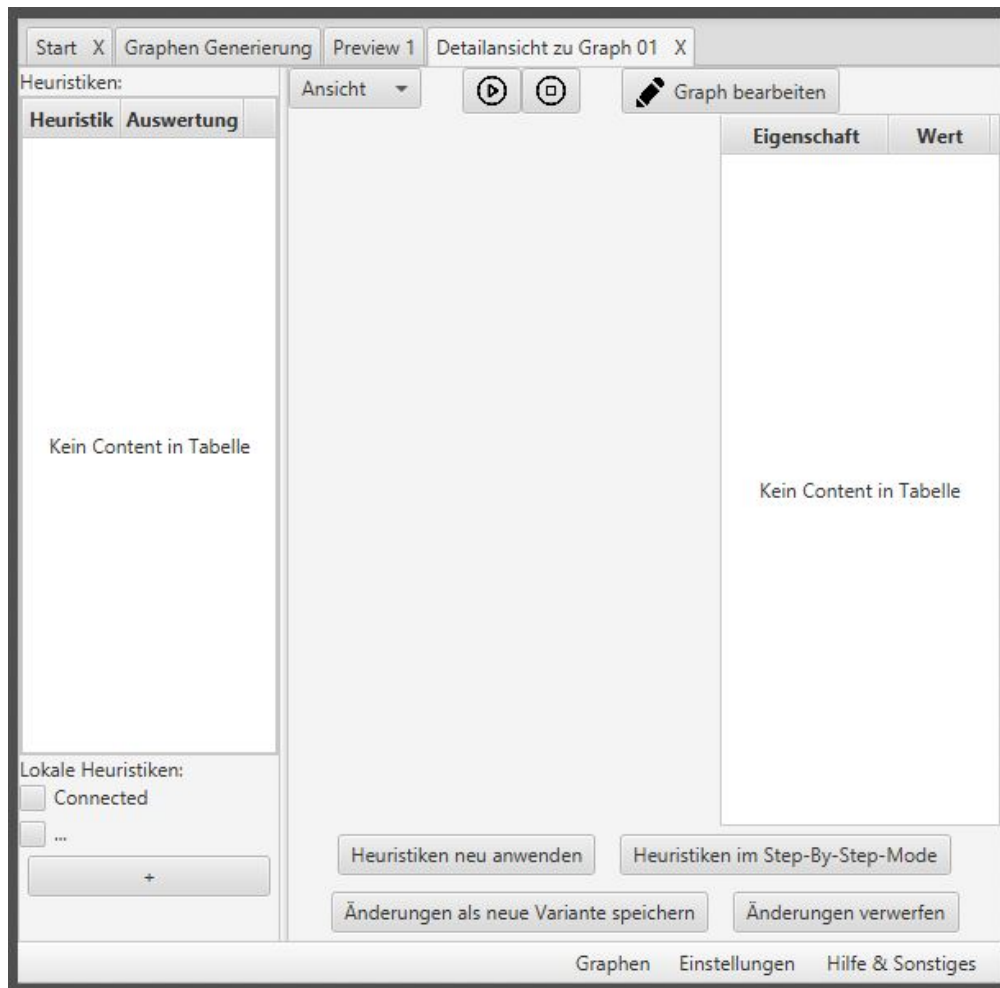 Start X Graphen Generierung Preview 1 Detailansicht zu Graph 01 X
Heuristiken:
Heuristik Auswertung
Kein Content in Tabelle
Lokale Heuristiken:
Connected
...
+
Ansicht
Graph bearbeiten
Eigenschaft Wert
Kein Content in Tabelle
Heuristiken neu anwenden Heuristiken im Step-By-Step-Mode
Änderungen als neue Variante speichern Änderungen verwerfen
Graphen Einstellungen Hilfe & Sonstiges